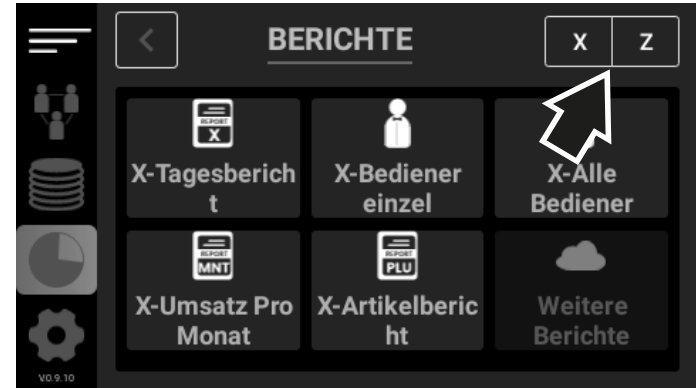 BERICHTE
X Z
REPORT
X
X-Tagesberich
t
X-Bediener
einzel
X-Alle
Bediener
REPORT
MNT
X-Umsatz Pro
Monat
REPORT
PLU
X-Artikelberic
ht
Weitere
Berichte
V0.9.10